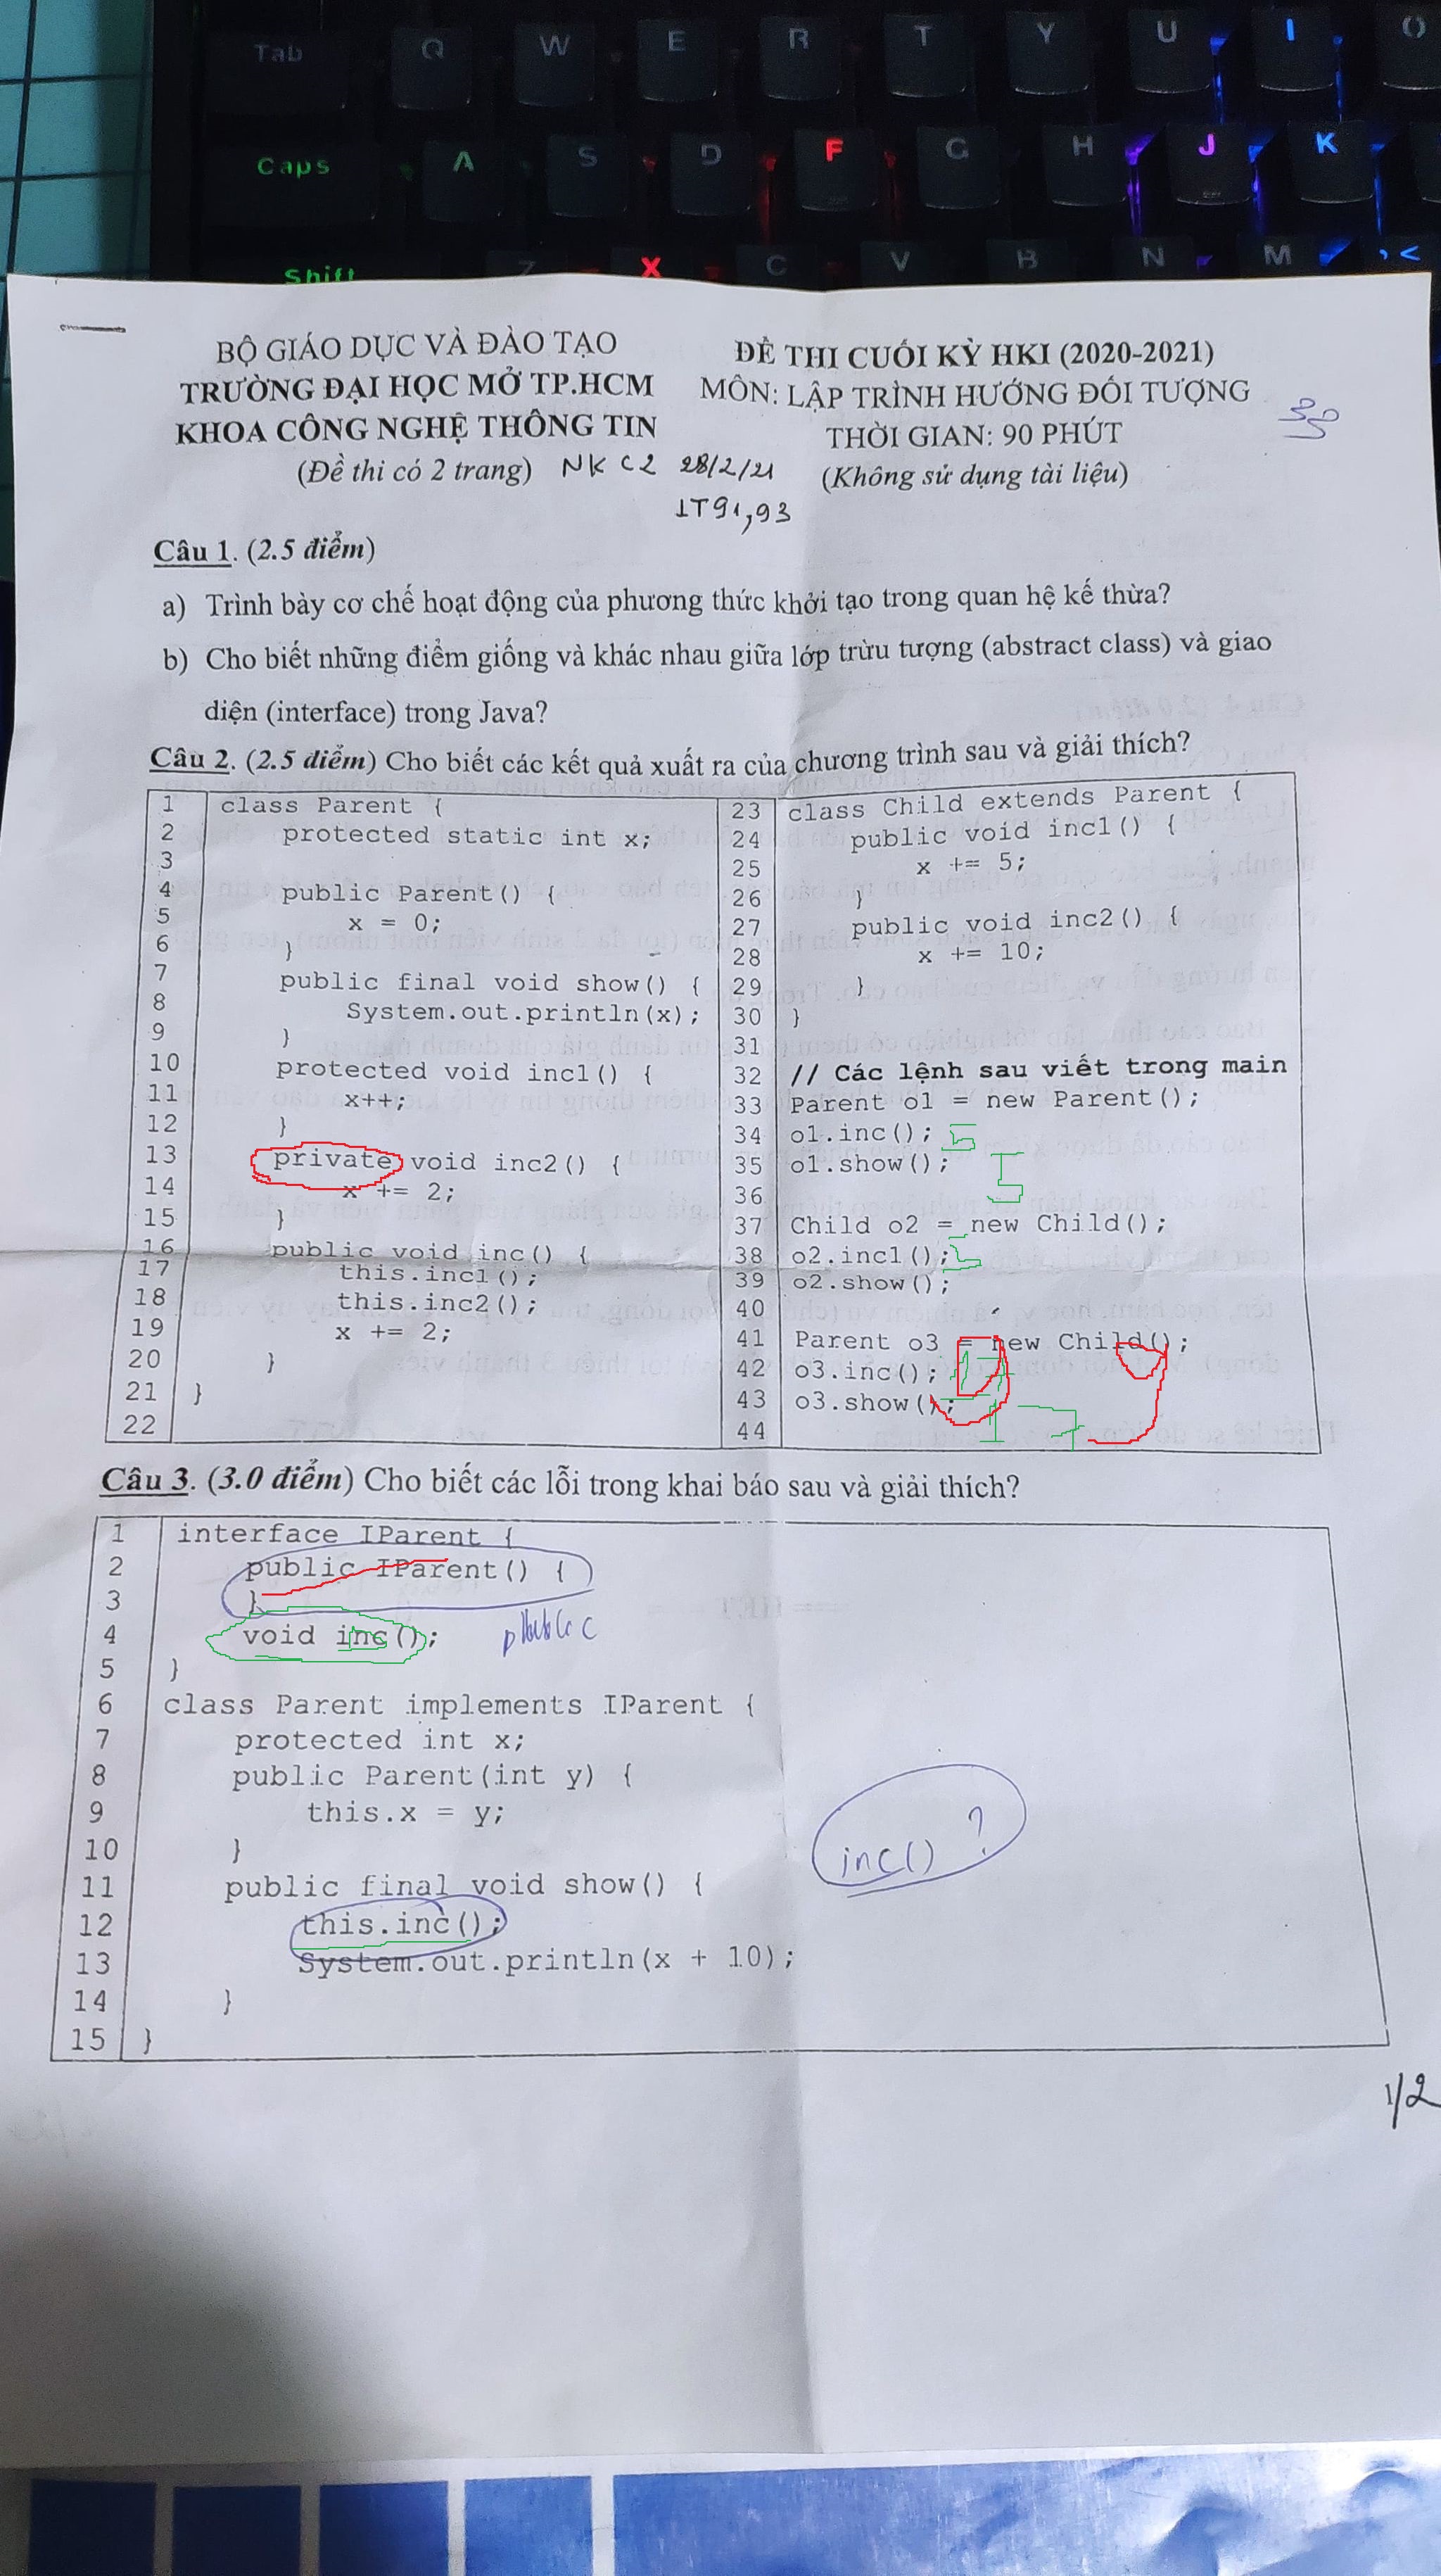 Tab Q W E R T Y U I O
Caps A S D F G H J K
Shift Z X C V B N M , <
BỘ GIÁO DỤC VÀ ĐÀO TẠO
TRƯỜNG ĐẠI HỌC MỞ TP.HCM
KHOA CÔNG NGHỆ THÔNG TIN
(Đề thi có 2 trang) NK C2 28/2/21
IT91,93
ĐỀ THI CUỐI KỲ HKI (2020-2021)
MÔN: LẬP TRÌNH HƯỚNG ĐỐI TƯỢNG
THỜI GIAN: 90 PHÚT
(Không sử dụng tài liệu)
Câu 1. (2.5 điểm)
a) Trình bày cơ chế hoạt động của phương thức khởi tạo trong quan hệ kế thừa?
b) Cho biết những điểm giống và khác nhau giữa lớp trừu tượng (abstract class) và giao
diện (interface) trong Java?
Câu 2. (2.5 điểm) Cho biết các kết quả xuất ra của chương trình sau và giải thích?
1 class Parent {
2 protected static int x;
3
4 public Parent() {
5 x = 0;
6 }
7 public final void show() {
8 System.out.println(x);
9 }
10 protected void inc1() {
11 x++;
12 }
13 private void inc2() {
14 x += 2;
15 }
16 public void inc() {
17 this.inc1();
18 this.inc2();
19 x += 2;
20 }
21 }
22
23 class Child extends Parent {
24 public void inc1() {
25 x += 5;
26 }
27 public void inc2() {
28 x += 10;
29 }
30 }
31
32 // Các lệnh sau viết trong main
33 Parent o1 = new Parent();
34 o1.inc(); 5
35 o1.show(); 5
36
37 Child o2 = new Child();
38 o2.inc1(); 5
39 o2.show();
40
41 Parent o3 = new Child();
42 o3.inc();
43 o3.show(); 17
44
Câu 3. (3.0 điểm) Cho biết các lỗi trong khai báo sau và giải thích?
1 interface IParent {
2 public IParent() {
3 }
4 void inc(); public
5 }
6 class Parent implements IParent {
7 protected int x;
8 public Parent(int y) {
9 this.x = y;
10 }
11 public final void show() {
12 this.inc();
13 System.out.println(x + 10);
14 }
15 }
inc() ?
1/2